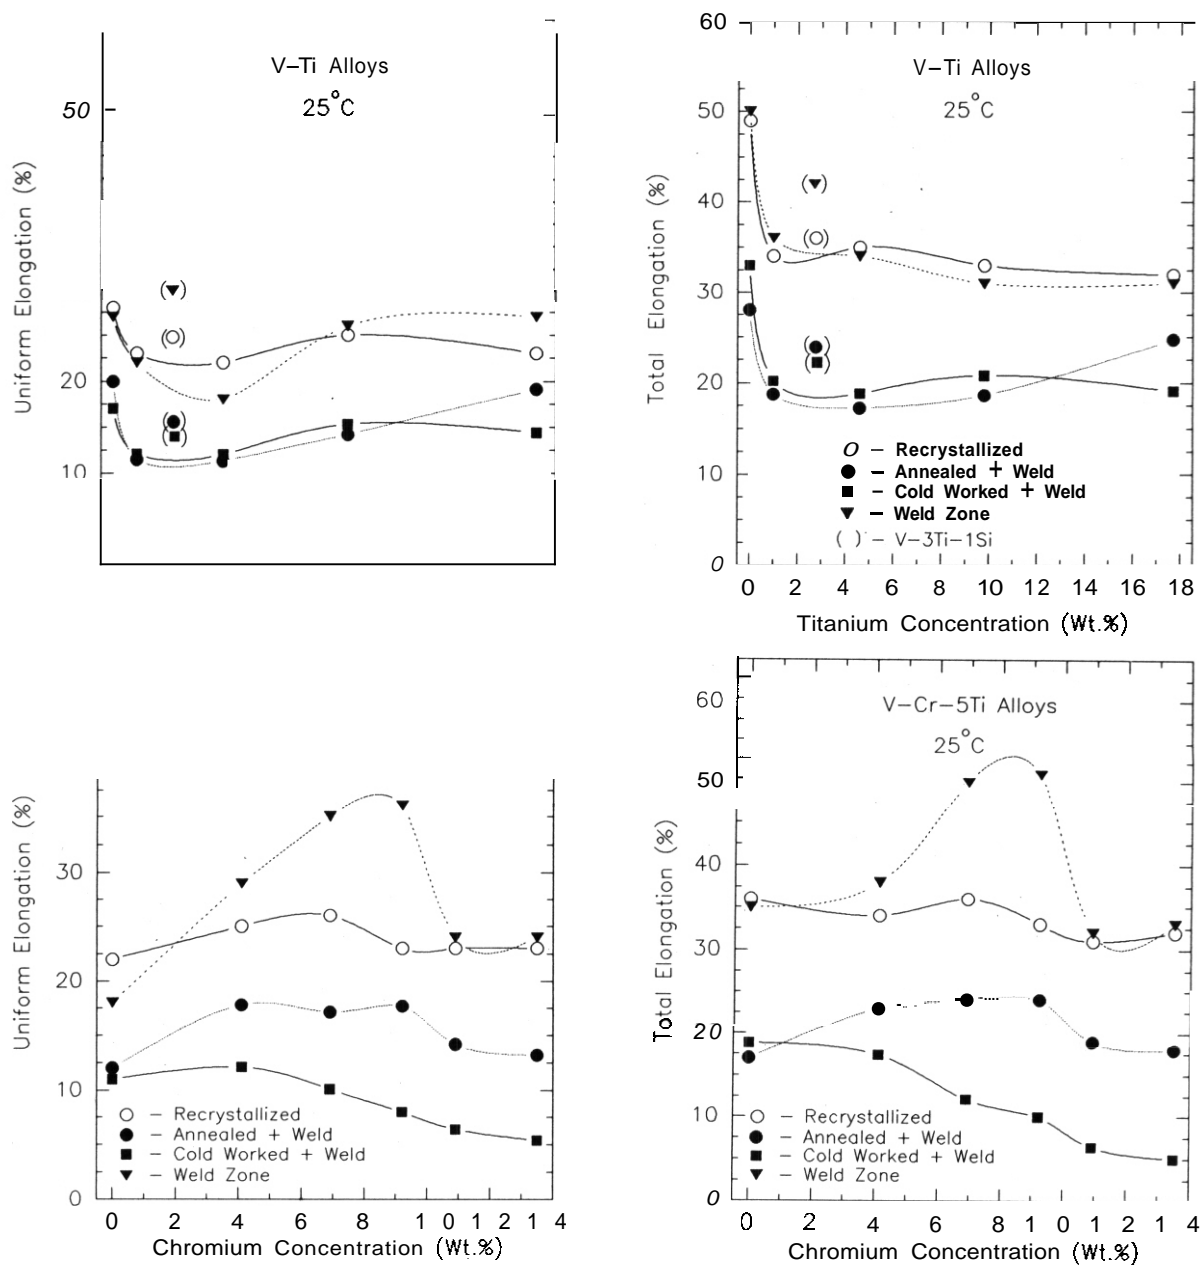 V–Ti Alloys
25°C
50
20
10
Uniform Elongation (%)
V–Ti Alloys
25°C
60
50
40
30
20
10
0
Total Elongation (%)
O – Recrystallized
● – Annealed + Weld
■ – Cold Worked + Weld
▼ – Weld Zone
( ) – V–3Ti–1Si
0 2 4 6 8 10 12 14 16 18
Titanium Concentration (Wt.%)
30
20
10
0
Uniform Elongation (%)
○ – Recrystallized
● – Annealed + Weld
■ – Cold Worked + Weld
▼ – Weld Zone
0 2 4 6 8 1 0 1 2 1 4
Chromium Concentration (Wt.%)
V–Cr–5Ti Alloys
25°C
60
50
40
30
20
10
0
Total Elongation (%)
○ – Recrystallized
● – Annealed + Weld
■ – Cold Worked + Weld
▼ – Weld Zone
0 2 4 6 8 1 0 1 2 1 4
Chromium Concentration (Wt.%)